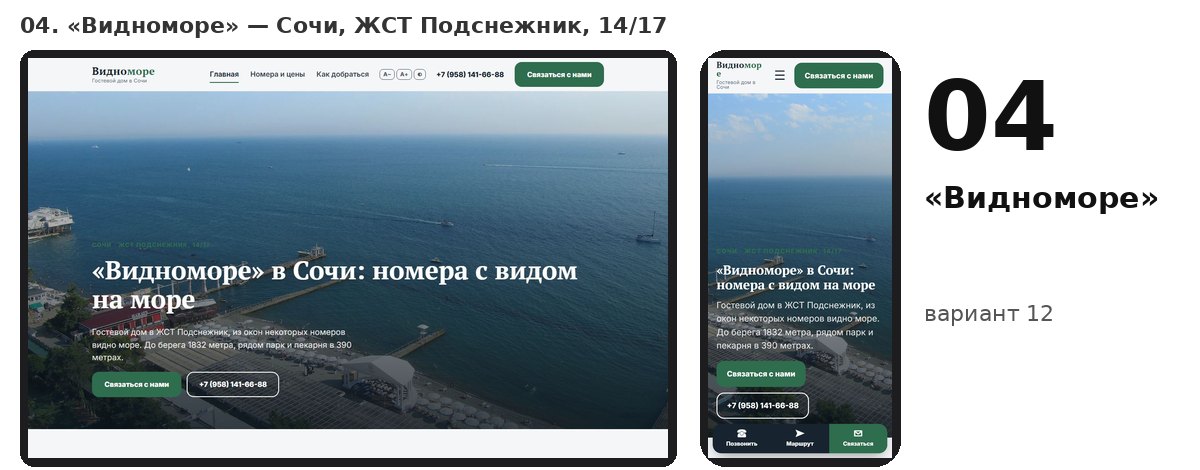 04. «Видноморе» — Сочи, ЖСТ Подснежник, 14/17
Видноморе
Гостевой дом в Сочи
Главная
Номера и цены
Как добраться
A−
A+
+7 (958) 141-66-88
Связаться с нами
СОЧИ · ЖСТ ПОДСНЕЖНИК, 14/17
«Видноморе» в Сочи: номера с видом
на море
Гостевой дом в ЖСТ Подснежник, из окон некоторых номеров
видно море. До берега 1832 метра, рядом парк и пекарня в 390
метрах.
Связаться с нами
+7 (958) 141-66-88
Видномор
е
Гостевой дом в
Сочи
Связаться с нами
СОЧИ · ЖСТ ПОДСНЕЖНИК, 14/17
«Видноморе» в Сочи:
номера с видом на море
Гостевой дом в ЖСТ Подснежник, из
окон некоторых номеров видно море.
До берега 1832 метра, рядом парк и
пекарня в 390 метрах.
Связаться с нами
+7 (958) 141-66-88
Позвонить
Маршрут
Связаться
04
«Видноморе»
вариант 12